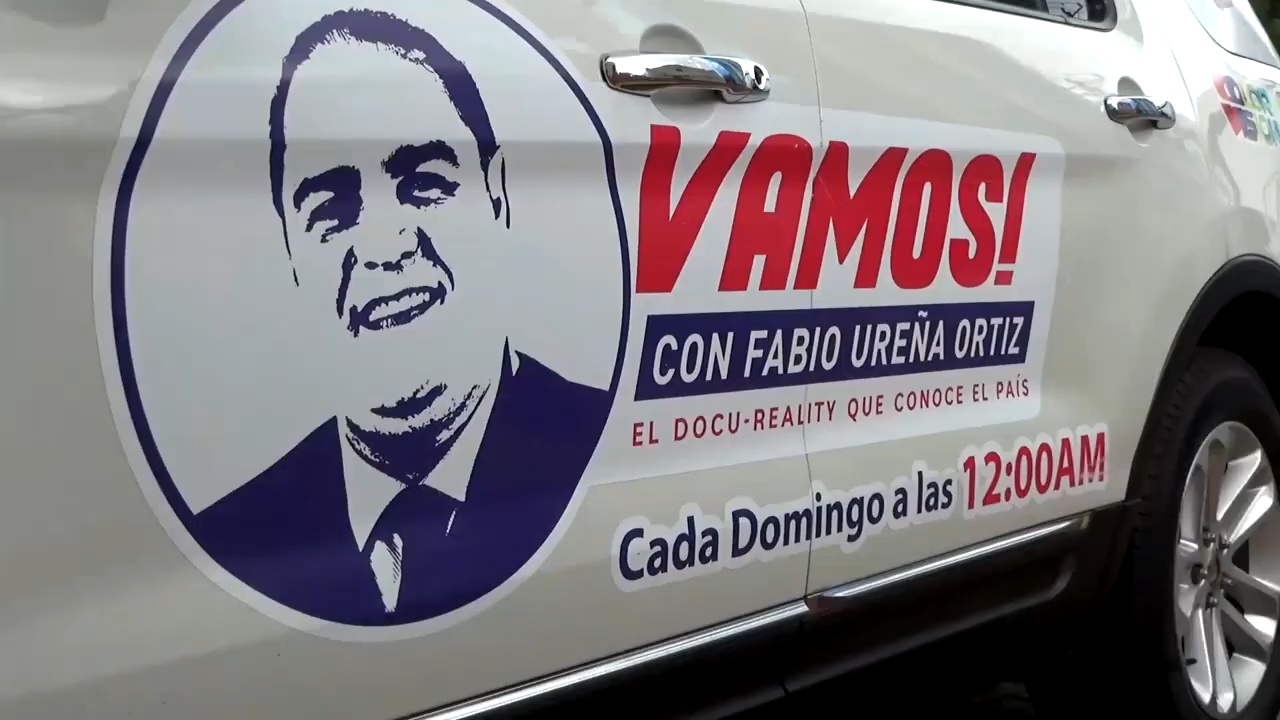 VAMOS!
CON FABIO UREÑA ORTIZ
EL DOCU-REALITY QUE CONOCE EL PAÍS
Cada Domingo a las 12:00AM